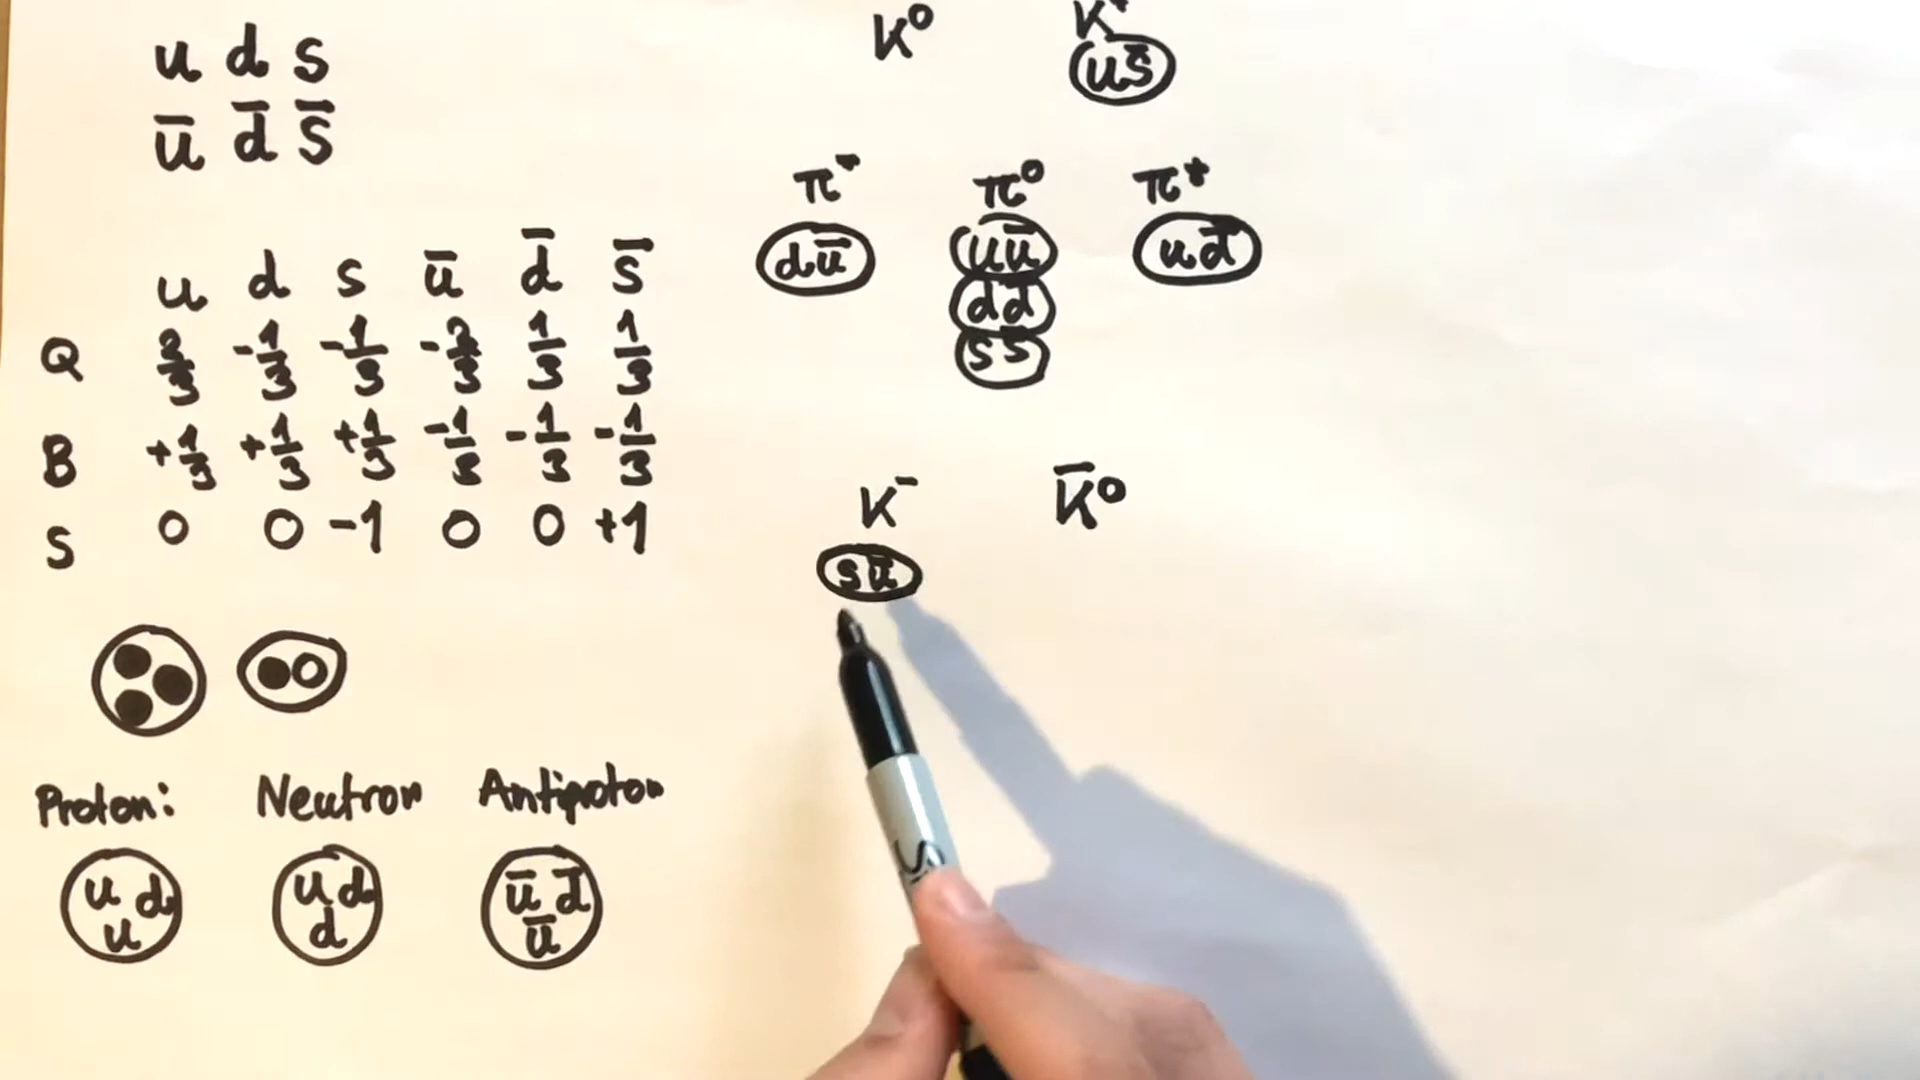 u d s
ū d̄ s̄
u d s ū d̄ s̄
Q 2/3 -1/3 -1/3 -2/3 1/3 1/3
B +1/3 +1/3 +1/3 -1/3 -1/3 -1/3
S 0 0 -1 0 0 +1
Proton: Neutron Antiproton
u d u d ū d̄
u d ū
K⁰ K⁺
us̄
π⁻ π⁰ π⁺
dū uū ud̄
dd̄
ss̄
K⁻ K̄⁰
sū